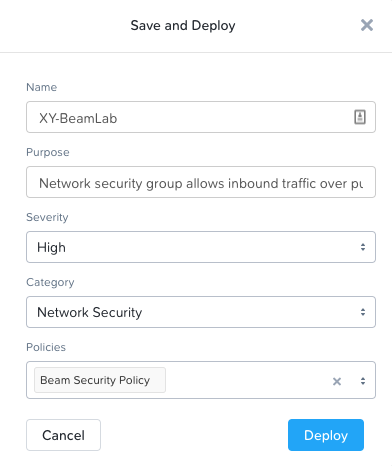 Save and Deploy
Name
XY-BeamLab
Purpose
Network security group allows inbound traffic over
Severity
High
Category
Network Security
Policies
Beam Security Policy
Cancel
Deploy